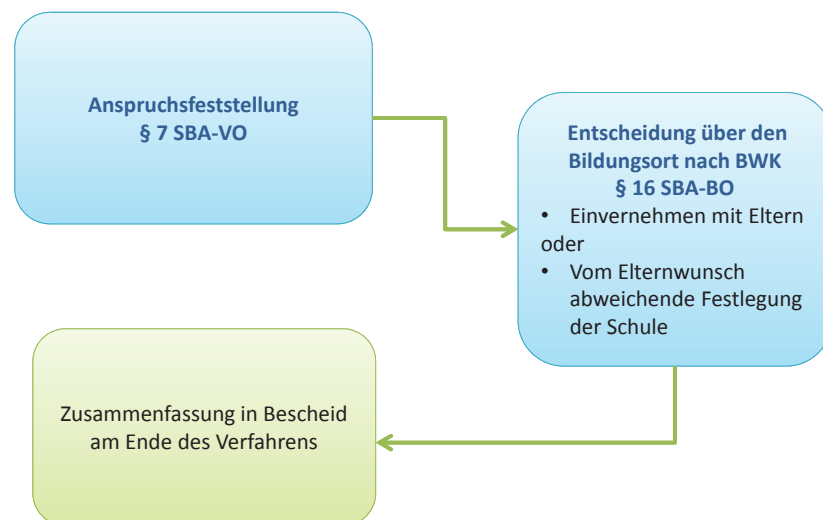 Anspruchsfeststellung
§ 7 SBA-VO
Entscheidung über den
Bildungsort nach BWK
§ 16 SBA-BO
• Einvernehmen mit Eltern
oder
• Vom Elternwunsch
abweichende Festlegung
der Schule
Zusammenfassung in Bescheid
am Ende des Verfahrens